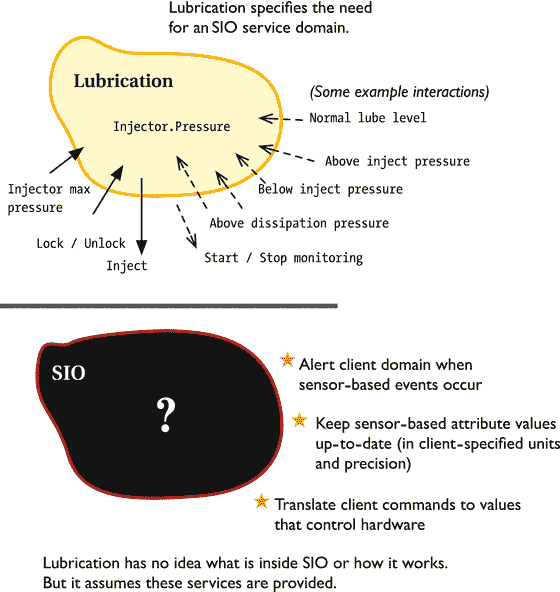 Lubrication specifies the need
for an SIO service domain.
Lubrication
(Some example interactions)
Injector.Pressure
Normal lube level
Above inject pressure
Injector max
pressure
Below inject pressure
Above dissipation pressure
Lock / Unlock
Inject
Start / Stop monitoring
SIO
?
Alert client domain when
sensor-based events occur
Keep sensor-based attribute values
up-to-date (in client-specified units
and precision)
Translate client commands to values
that control hardware
Lubrication has no idea what is inside SIO or how it works.
But it assumes these services are provided.